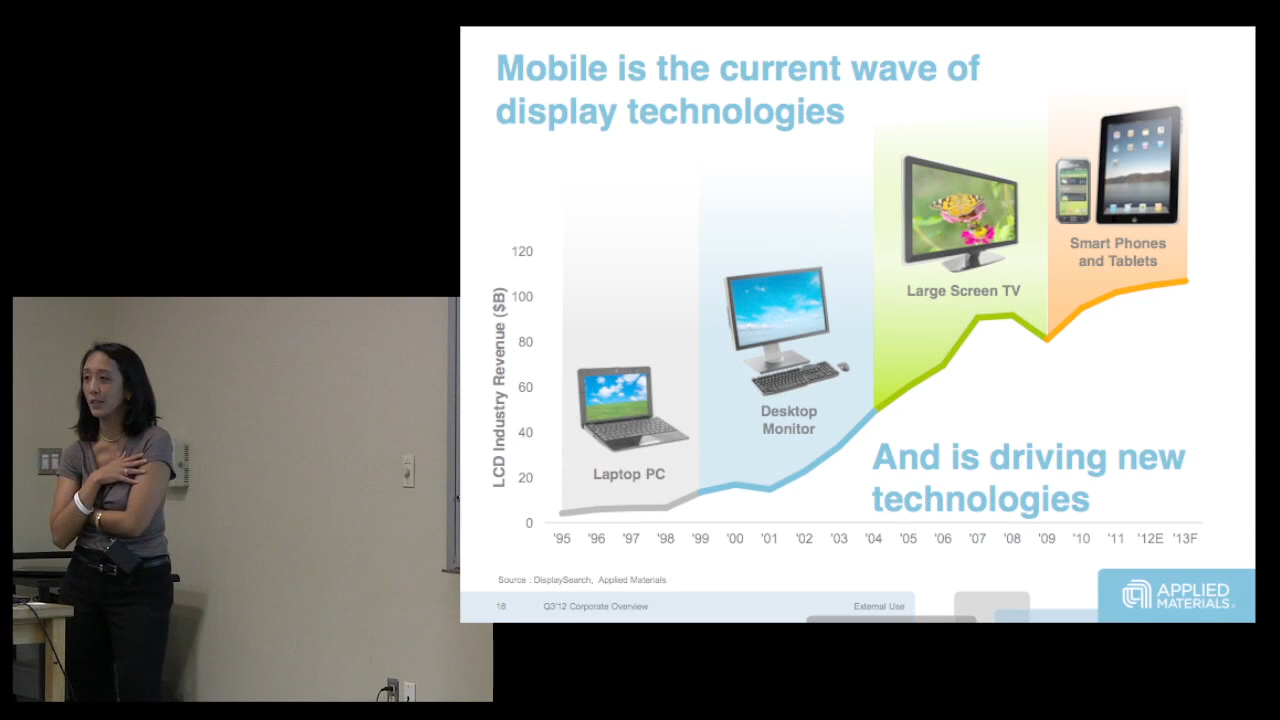 Mobile is the current wave of
display technologies
120
100
80
60
40
20
0
LCD Industry Revenue ($B)
Laptop PC
Desktop
Monitor
Large Screen TV
Smart Phones
and Tablets
And is driving new
technologies
'95 '96 '97 '98 '99 '00 '01 '02 '03 '04 '05 '06 '07 '08 '09 '10 '11 '12E '13F
Source : DisplaySearch, Applied Materials
18 Q3'12 Corporate Overview External Use
APPLIED
MATERIALS®